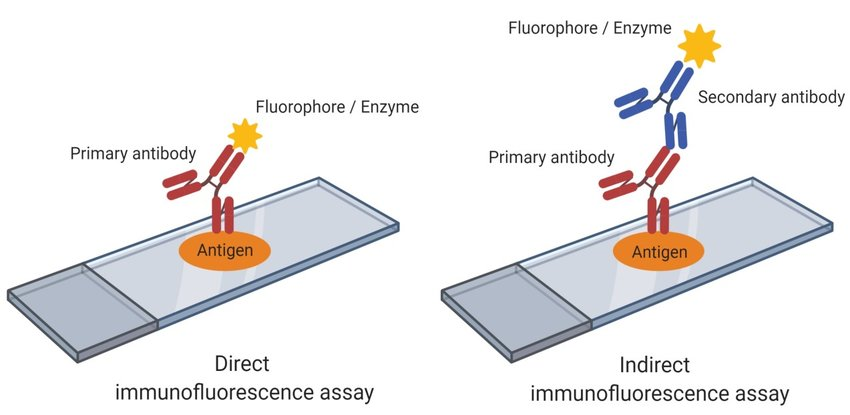 Fluorophore / Enzyme
Primary antibody
Antigen
Direct
immunofluorescence assay
Fluorophore / Enzyme
Secondary antibody
Primary antibody
Antigen
Indirect
immunofluorescence assay